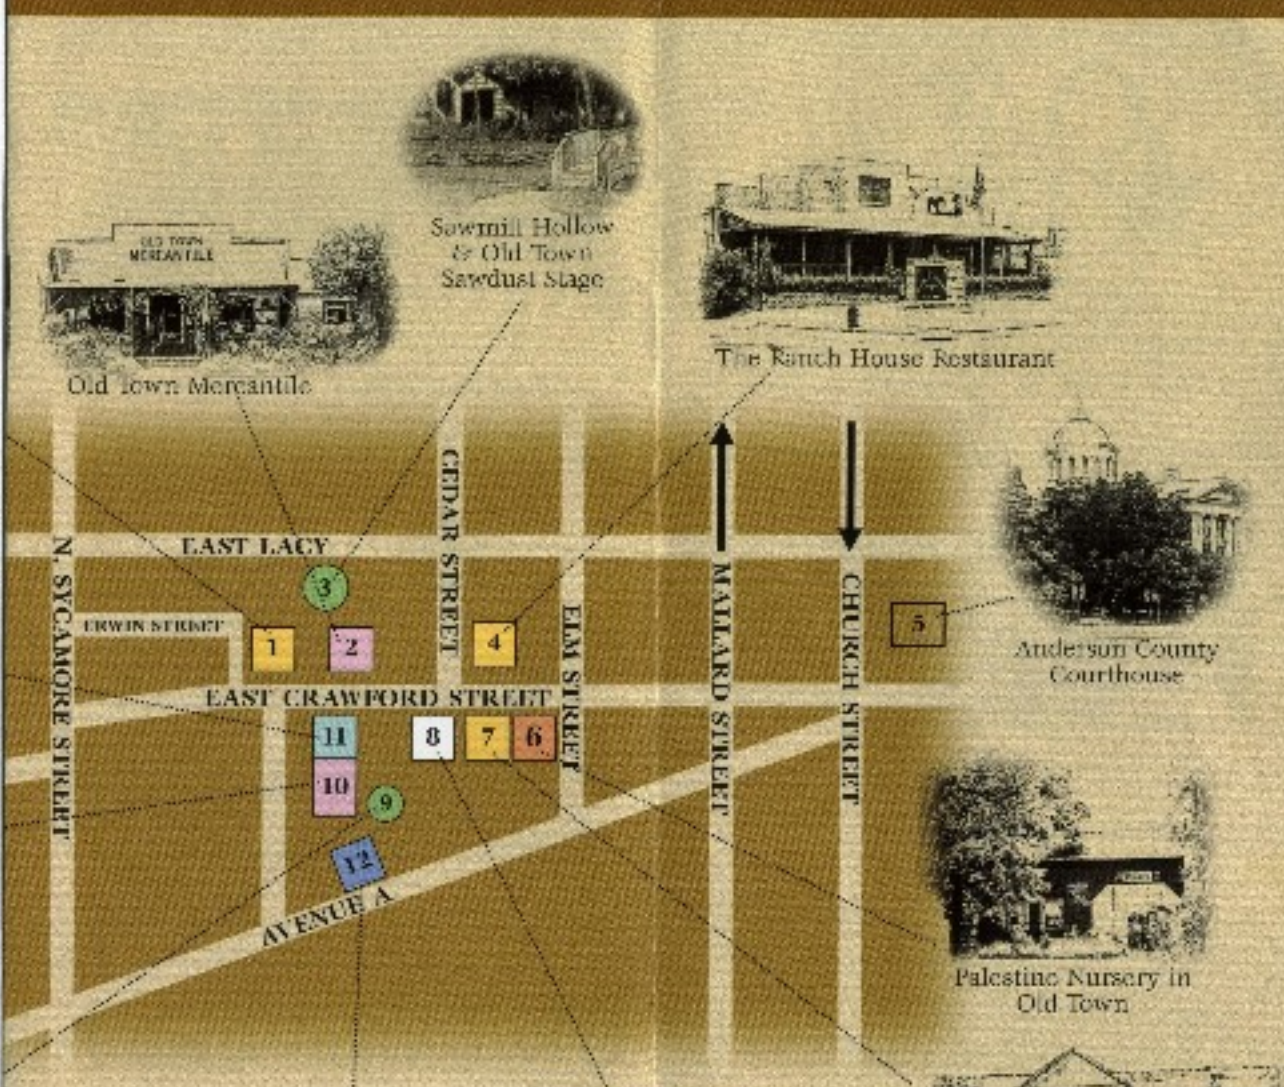 Sawmill Hollow
& Old Town
Sawdust Stage
OLD TOWN
MERCANTILE
Old Town Mercantile
The Ranch House Restaurant
Anderson County
Courthouse
Palestine Nursery in
Old Town
N. SYCAMORE STREET
EAST LACY
CEDAR STREET
ELM STREET
MALLARD STREET
CHURCH STREET
ERWIN STREET
EAST CRAWFORD STREET
AVENUE A
3
1
2
4
5
11
8
7
6
10
9
12